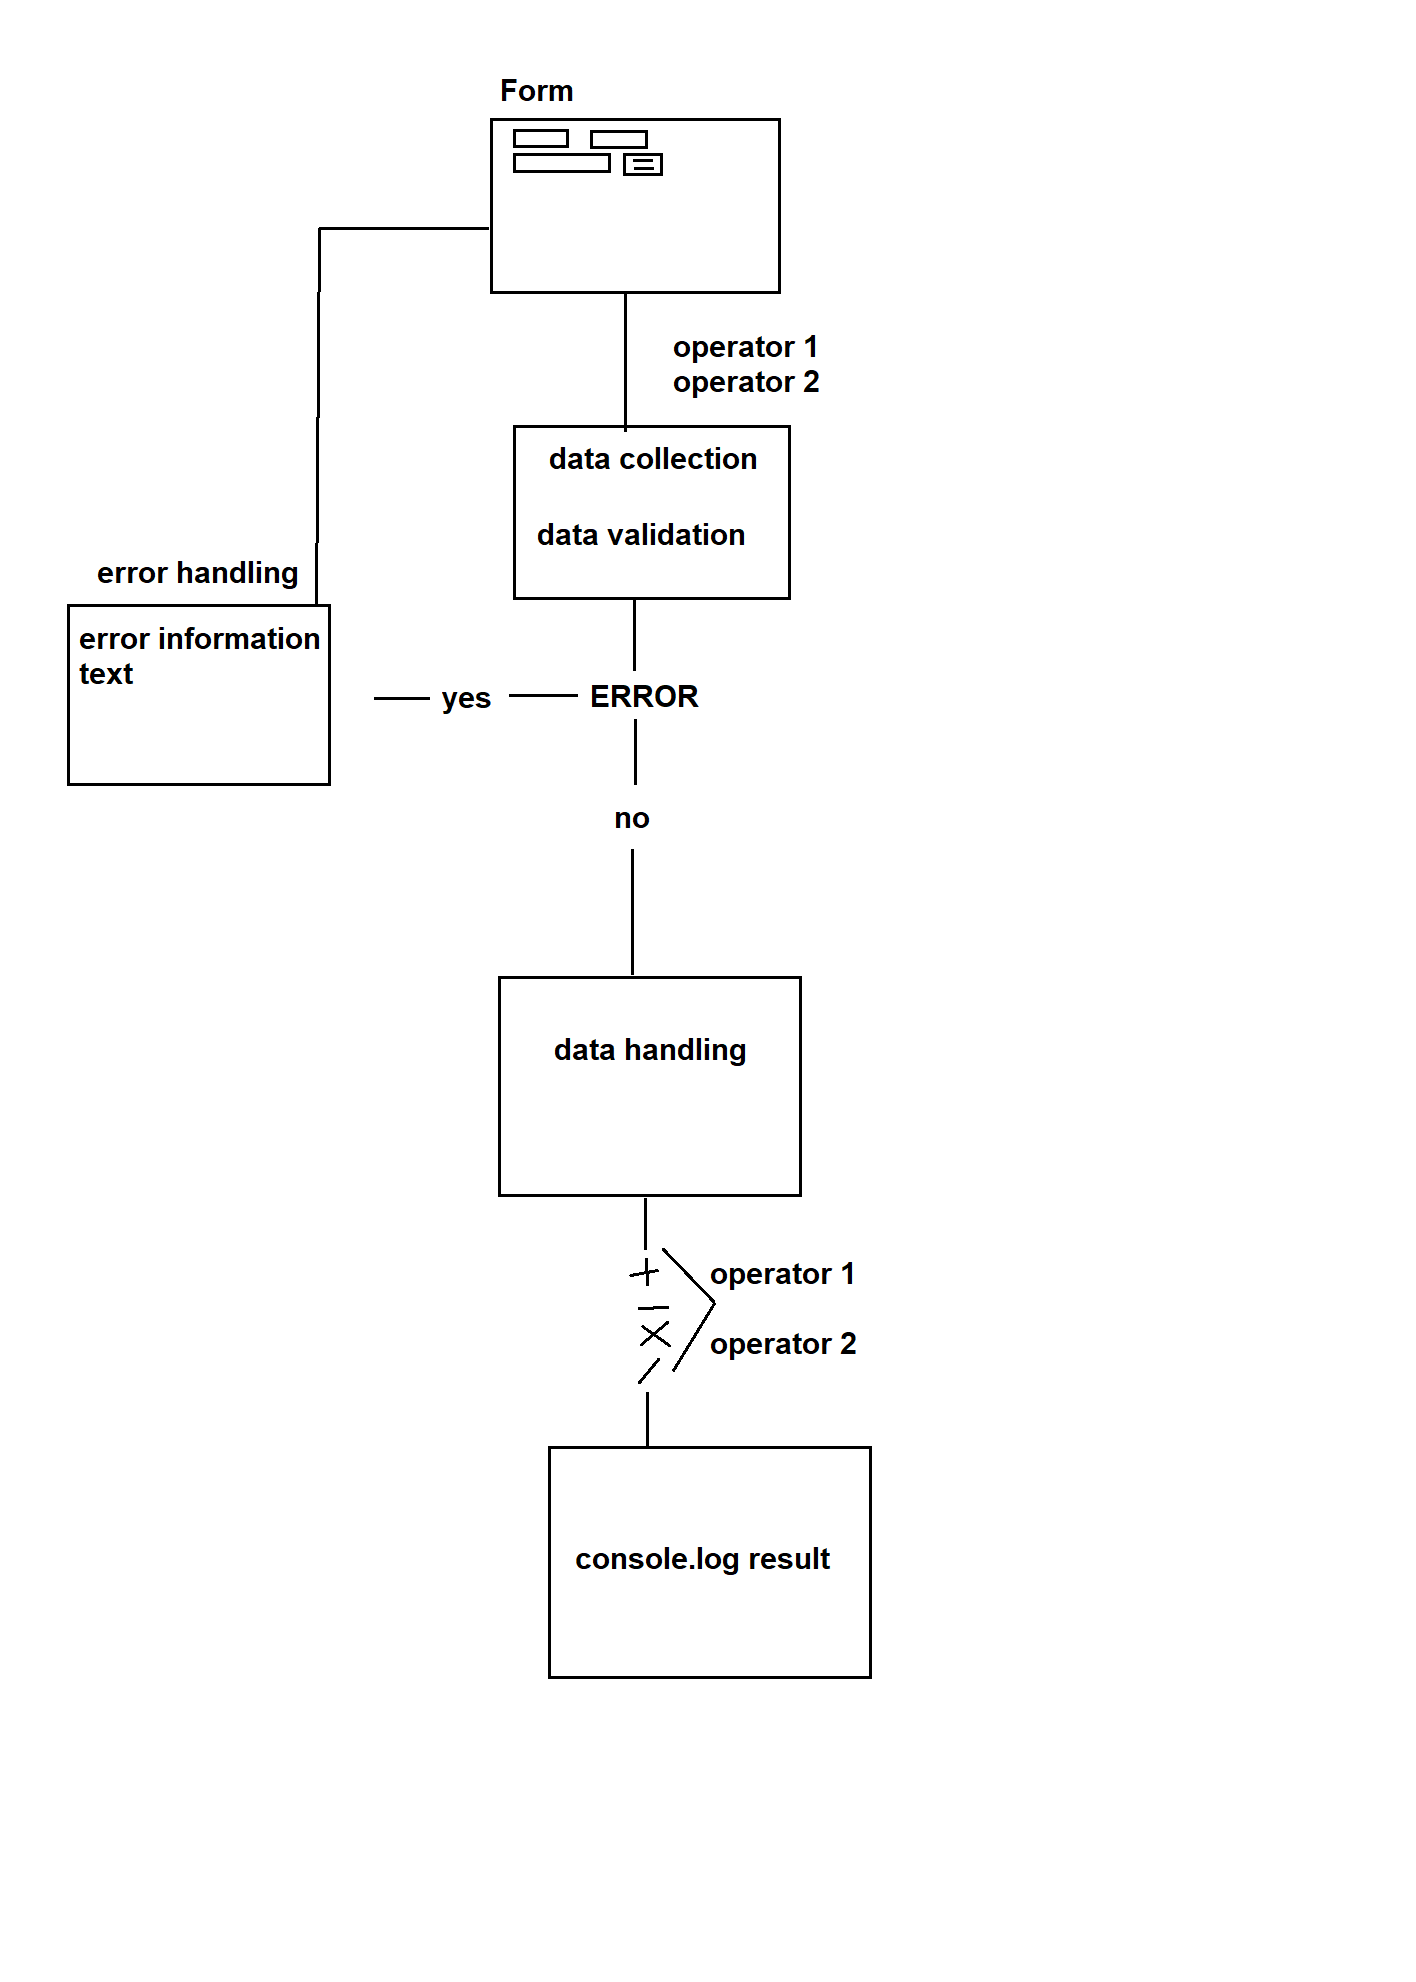 Form
operator 1
operator 2
data collection
data validation
error handling
error information
text
yes
ERROR
no
data handling
+
operator 1
-
operator 2
X
/
console.log result